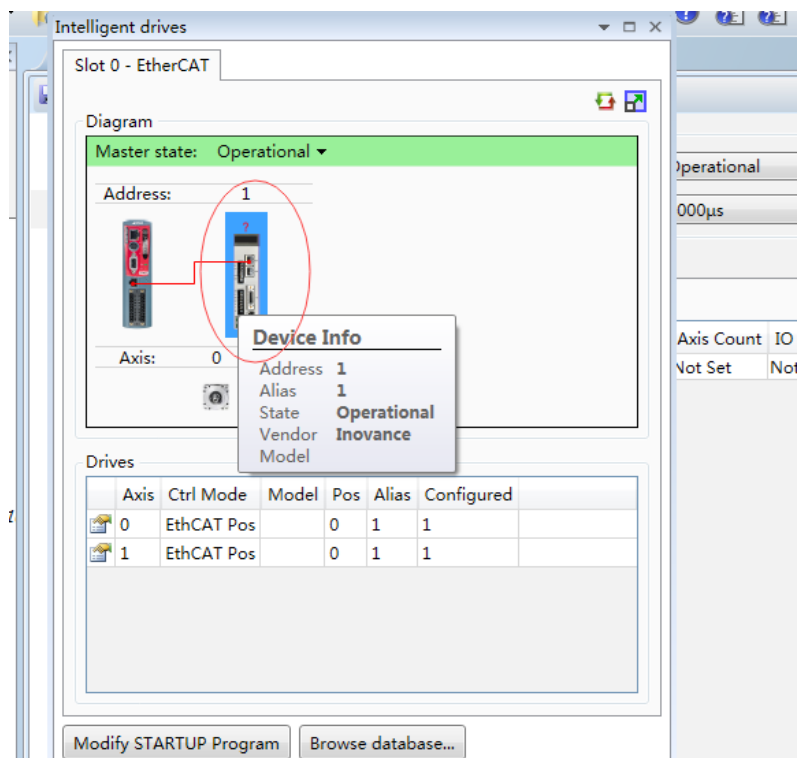 Intelligent drives
Slot 0 - EtherCAT
Diagram
Master state: Operational
Address: 1
?
Axis: 0
Device Info
Address 1
Alias 1
State Operational
Vendor Inovance
Model
Drives
Axis Ctrl Mode Model Pos Alias Configured
0 EthCAT Pos 0 1 1
1 EthCAT Pos 0 1 1
Modify STARTUP Program Browse database...
Operational
000µs
Axis Count IO
Not Set Not